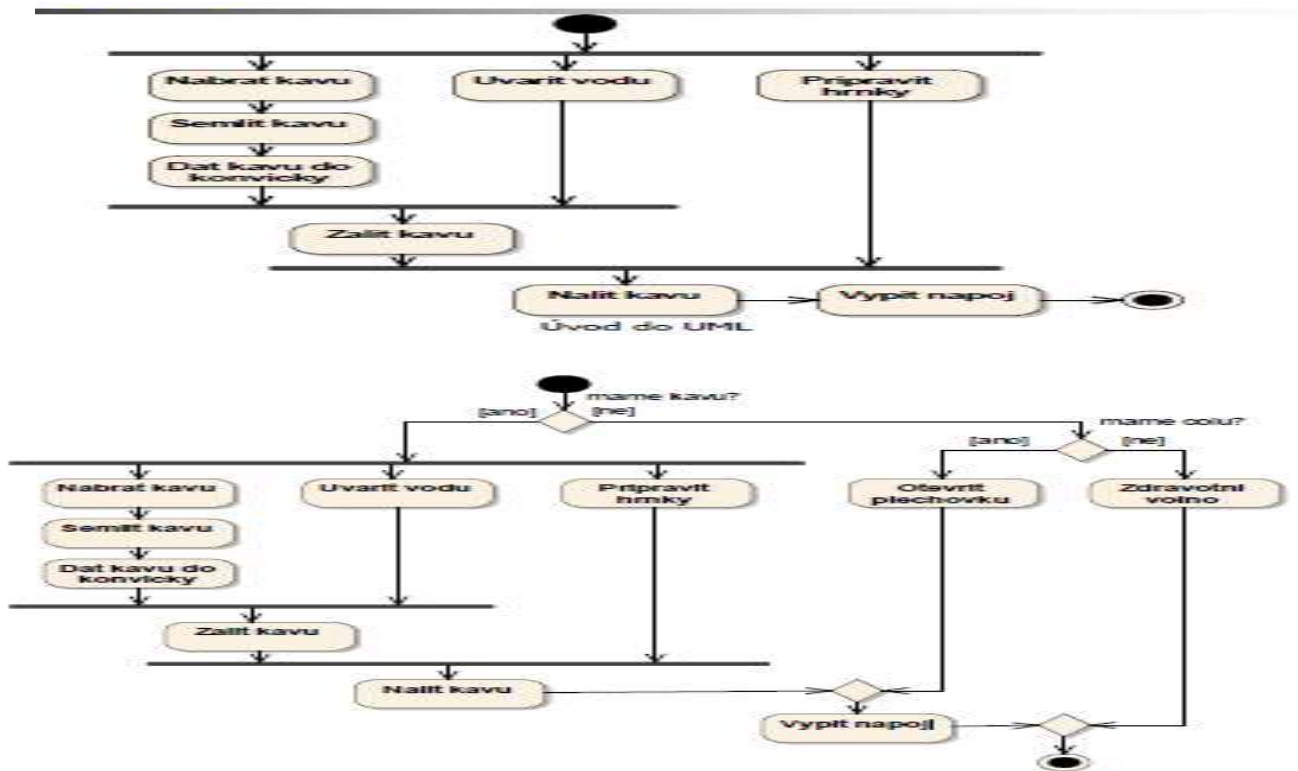 Nabrat kavu
Uvarit vodu
Pripravit
hrnky
Semlit kavu
Dat kavu do
konvicky
Zalit kavu
Nalit kavu
Vypit napoj
Úvod do UML
mame kavu?
[ano]
[ne]
mame colu?
[ano]
[ne]
Nabrat kavu
Uvarit vodu
Pripravit
hrnky
Otevrit
plechovku
Zdravotni
volno
Semlit kavu
Dat kavu do
konvicky
Zalit kavu
Nalit kavu
Vypit napoj